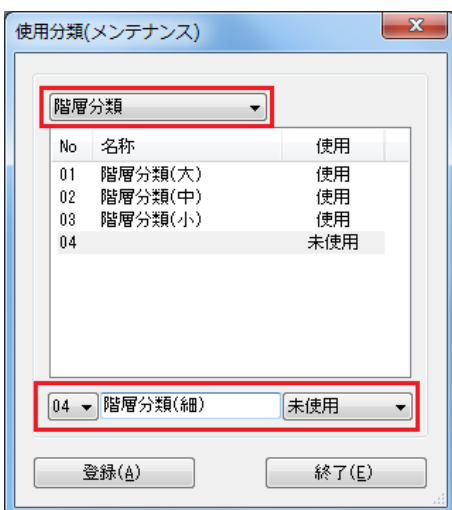 使用分類(メンテナンス)
階層分類
No 名称 使用
01 階層分類(大) 使用
02 階層分類(中) 使用
03 階層分類(小) 使用
04 未使用
04 階層分類(細) 未使用
登録(A) 終了(E)